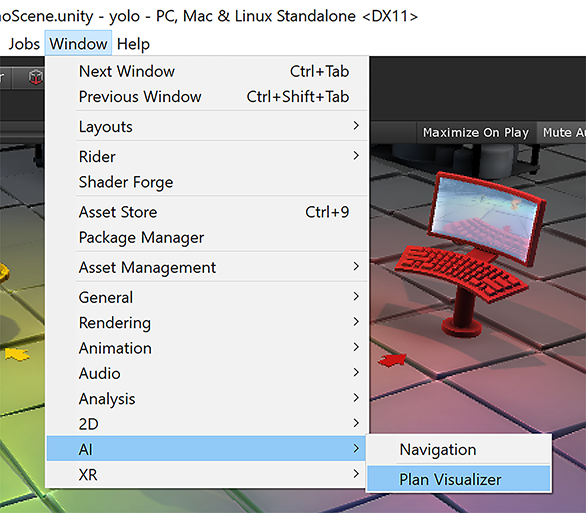 oScene.unity - yolo - PC, Mac & Linux Standalone <DX11>
Jobs Window Help
Next Window Ctrl+Tab
Previous Window Ctrl+Shift+Tab
Layouts
Maximize On Play Mute Au
Rider
Shader Forge
Asset Store Ctrl+9
Package Manager
Asset Management
General
Rendering
Animation
Audio
Analysis
2D
AI
Navigation
XR
Plan Visualizer